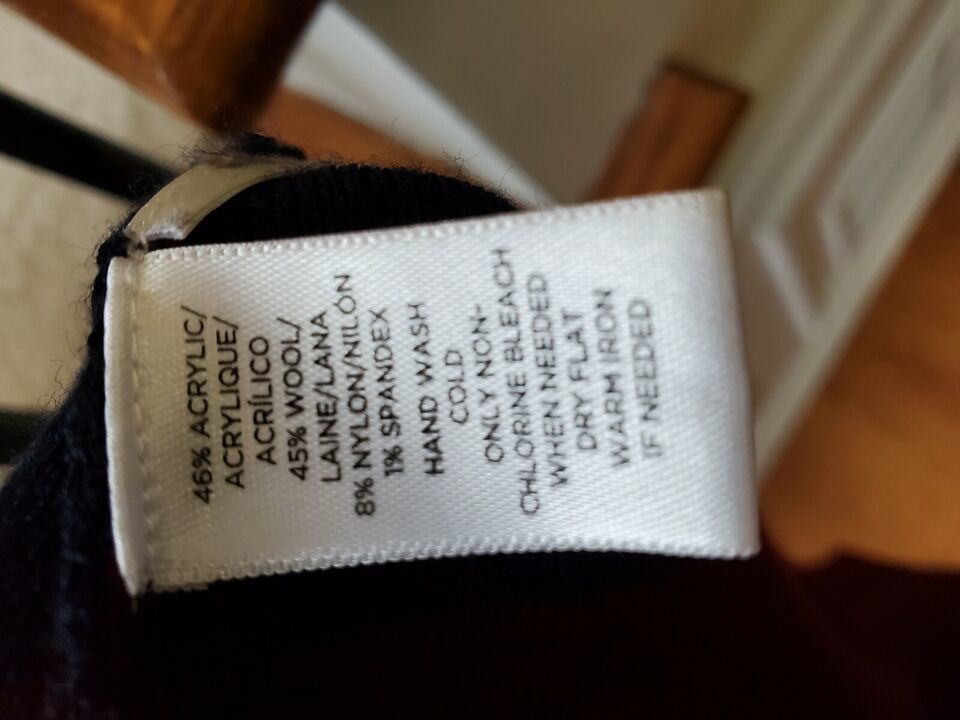 46% ACRYLIC/
ACRYLIQUE/
ACRÍLICO
45% WOOL/
LAINE/LANA
8% NYLON/NILÓN
1% SPANDEX
HAND WASH
COLD
ONLY NON-
CHLORINE BLEACH
WHEN NEEDED
DRY FLAT
WARM IRON
IF NEEDED